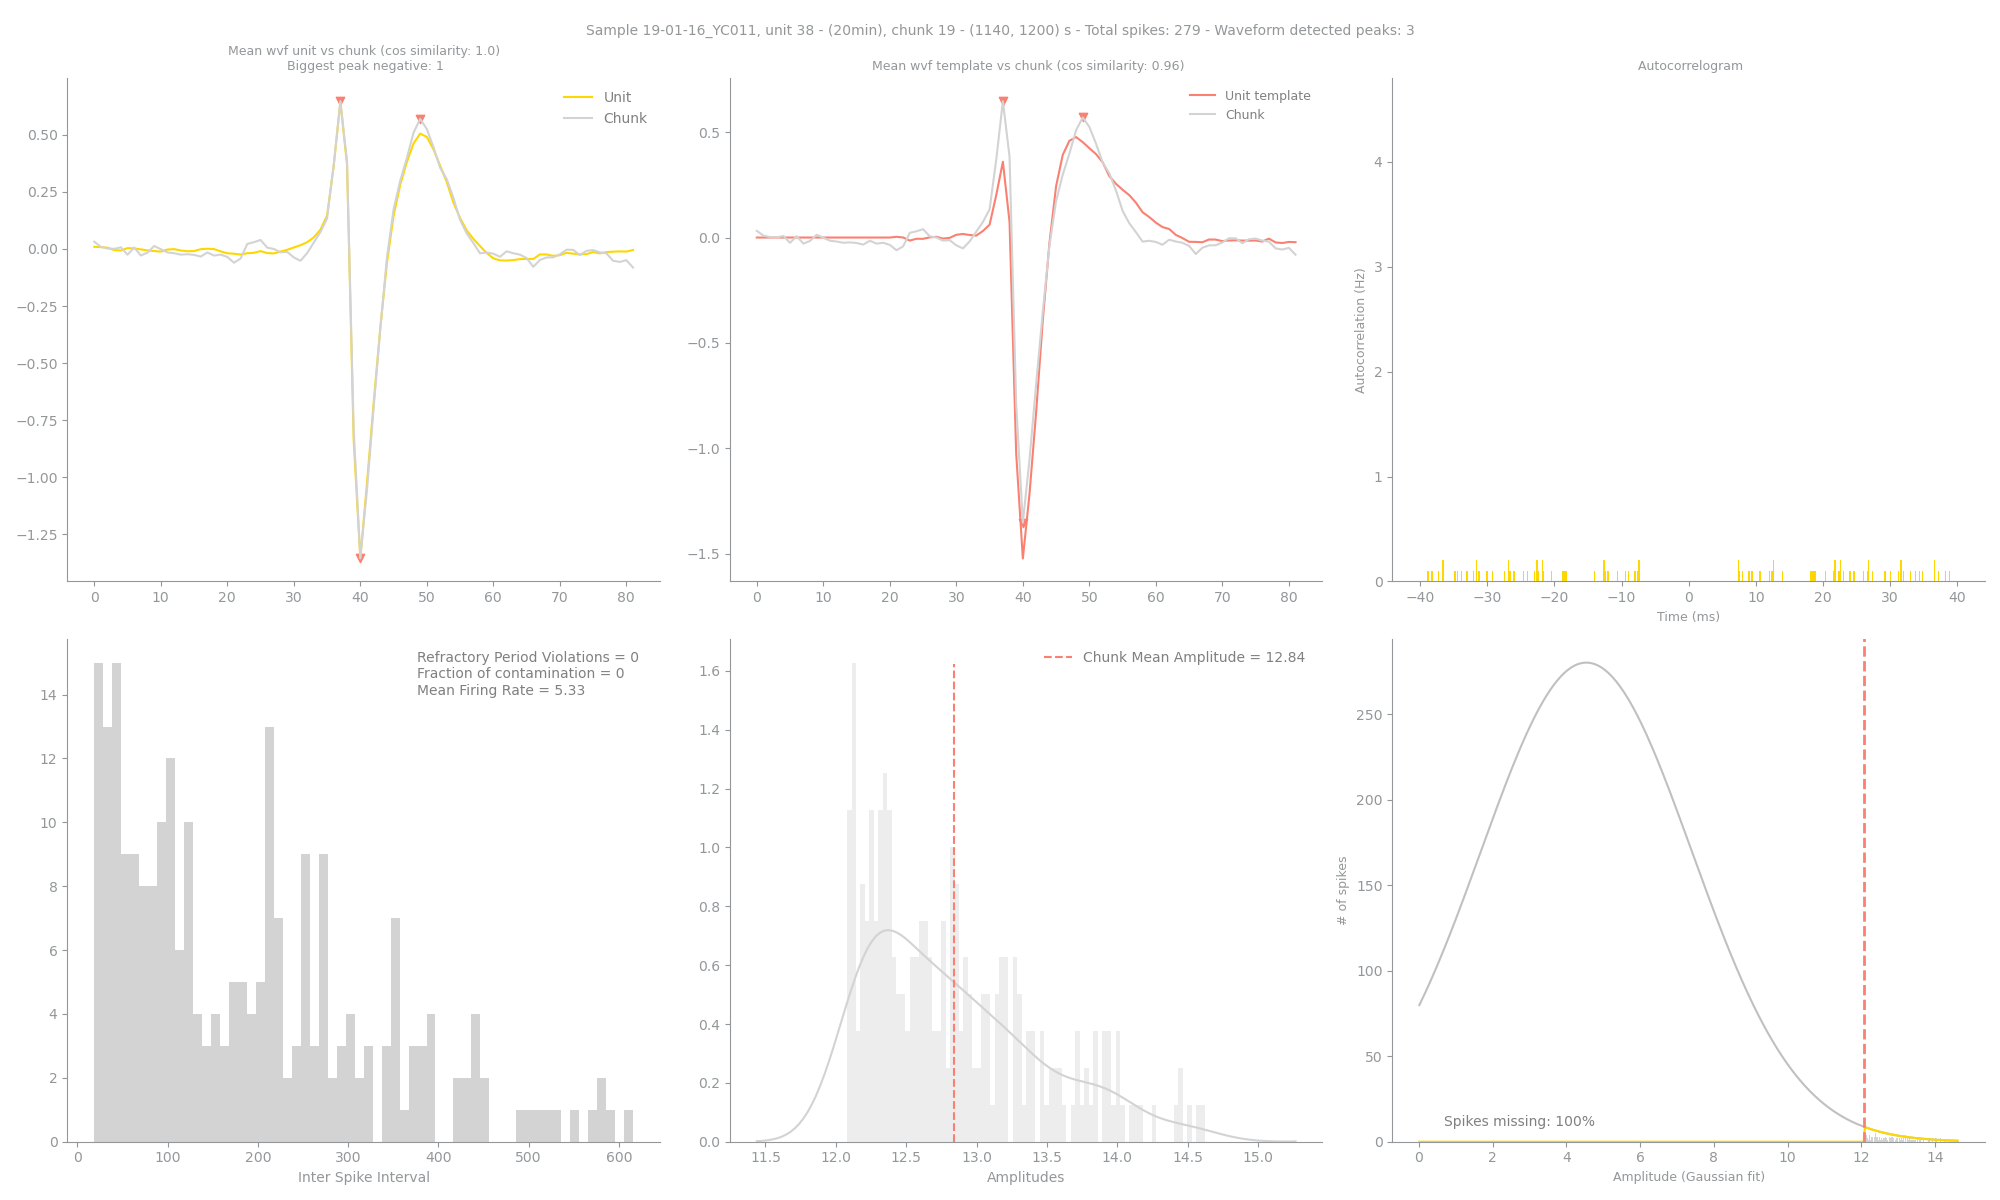 Sample 19-01-16_YC011, unit 38 - (20min), chunk 19 - (1140, 1200) s - Total spikes: 279 - Waveform detected peaks: 3
Mean wvf unit vs chunk (cos similarity: 1.0)
Biggest peak negative: 1
Unit
Chunk
0.50
0.25
0.00
−0.25
−0.50
−0.75
−1.00
−1.25
0 10 20 30 40 50 60 70 80
Mean wvf template vs chunk (cos similarity: 0.96)
Unit template
Chunk
0.5
0.0
−0.5
−1.0
−1.5
0 10 20 30 40 50 60 70 80
Autocorrelogram
Autocorrelation (Hz)
4
3
2
1
0
−40 −30 −20 −10 0 10 20 30 40
Time (ms)
Refractory Period Violations = 0
Fraction of contamination = 0
Mean Firing Rate = 5.33
14
12
10
8
6
4
2
0
0 100 200 300 400 500 600
Inter Spike Interval
Chunk Mean Amplitude = 12.84
1.6
1.4
1.2
1.0
0.8
0.6
0.4
0.2
0.0
11.5 12.0 12.5 13.0 13.5 14.0 14.5 15.0
Amplitudes
# of spikes
250
200
150
100
50
0
Spikes missing: 100%
0 2 4 6 8 10 12 14
Amplitude (Gaussian fit)